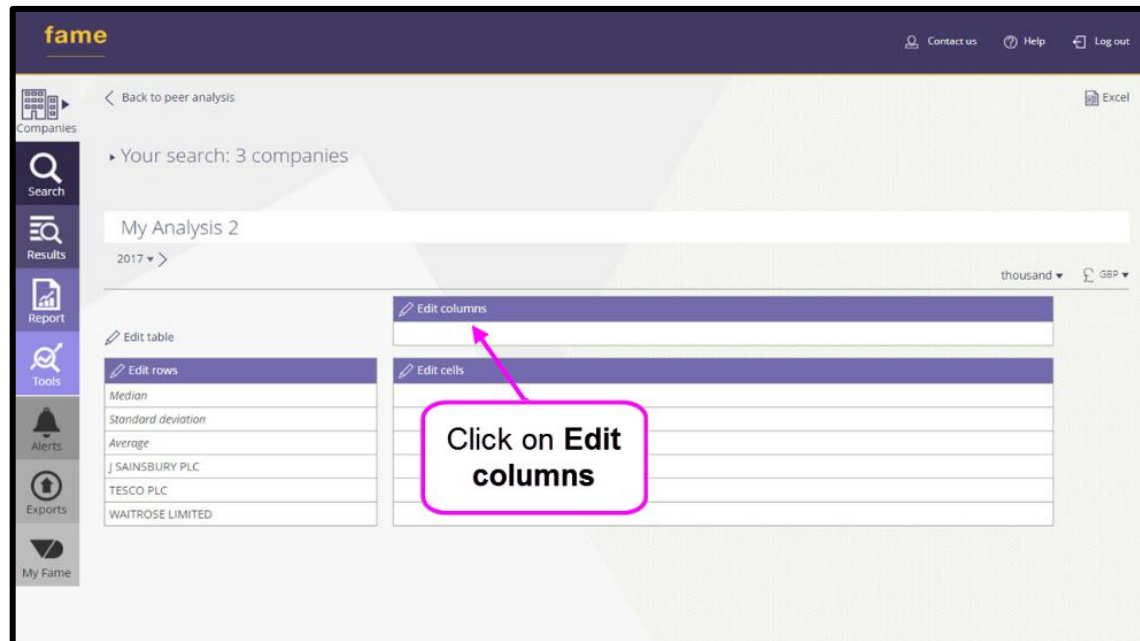 fame
Contact us
Help
Log out
Companies
Search
Results
Report
Tools
Alerts
Exports
My Fame
Back to peer analysis
Excel
Your search: 3 companies
My Analysis 2
2017
thousand
£ GBP
Edit columns
Edit table
Edit rows
Edit cells
Median
Standard deviation
Average
J SAINSBURY PLC
TESCO PLC
WAITROSE LIMITED
Click on Edit
columns